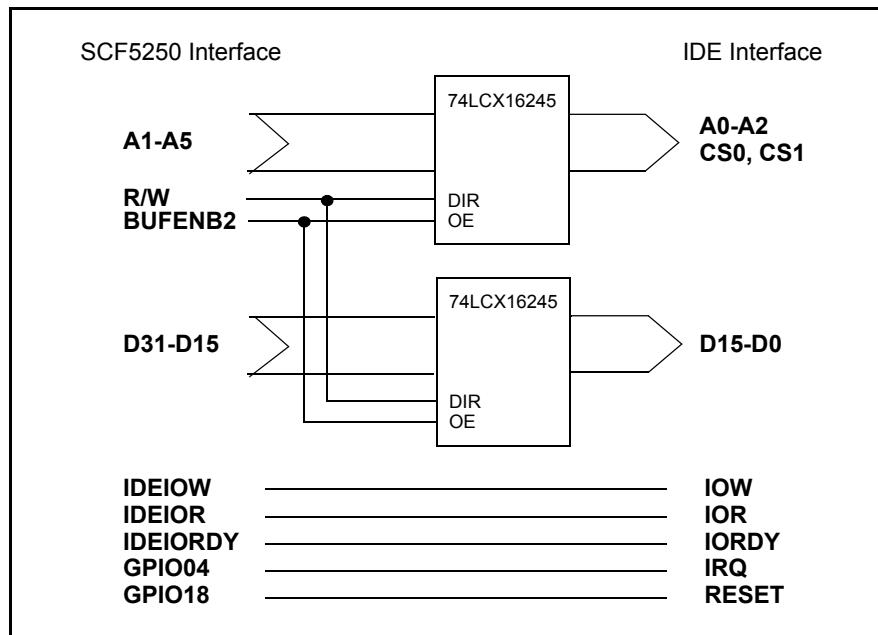 SCF5250 Interface
IDE Interface
74LCX16245
A1-A5
A0-A2
CS0, CS1
R/W
DIR
BUFENB2
OE
74LCX16245
D31-D15
D15-D0
DIR
OE
IDEIOW
IOW
IDEIOR
IOR
IDEIORDY
IORDY
GPIO04
IRQ
GPIO18
RESET